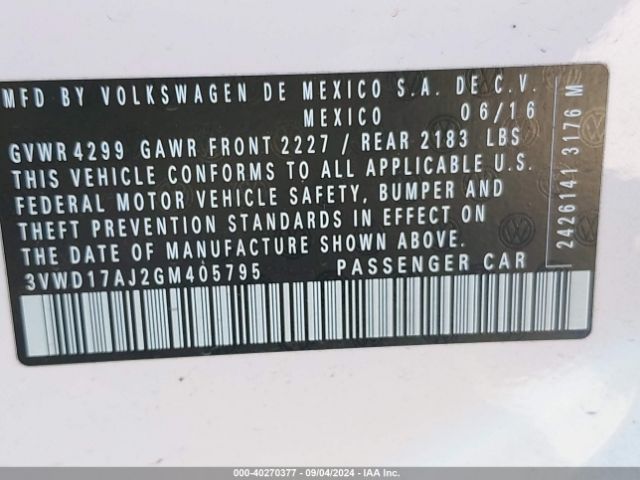 MFD BY VOLKSWAGEN DE MEXICO S.A. DE C.V.
MEXICO 06/16
GVWR 4299 GAWR FRONT 2227 / REAR 2183 LBS
THIS VEHICLE CONFORMS TO ALL APPLICABLE U.S.
FEDERAL MOTOR VEHICLE SAFETY, BUMPER AND
THEFT PREVENTION STANDARDS IN EFFECT ON
THE DATE OF MANUFACTURE SHOWN ABOVE.
3VWD17AJ2GM405795 PASSENGER CAR
2426141 3176 M
000-40270377 - 09/04/2024 - IAA Inc.